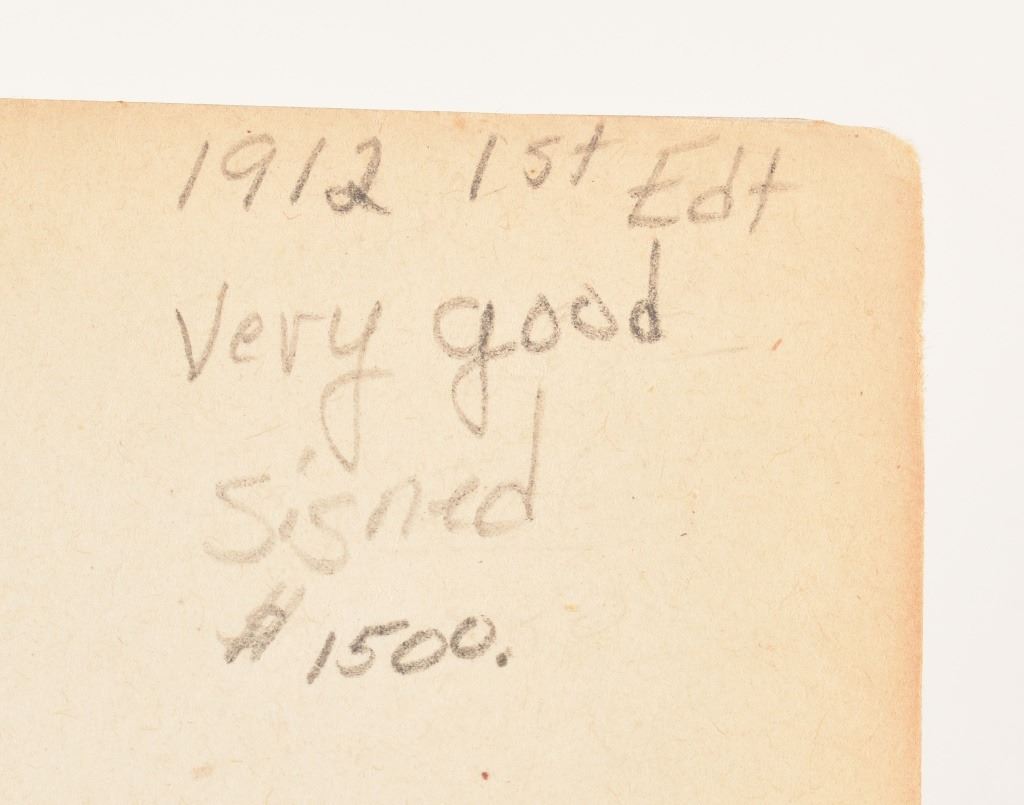 1912 1st Edt
Very good
Signed
$ 1500.